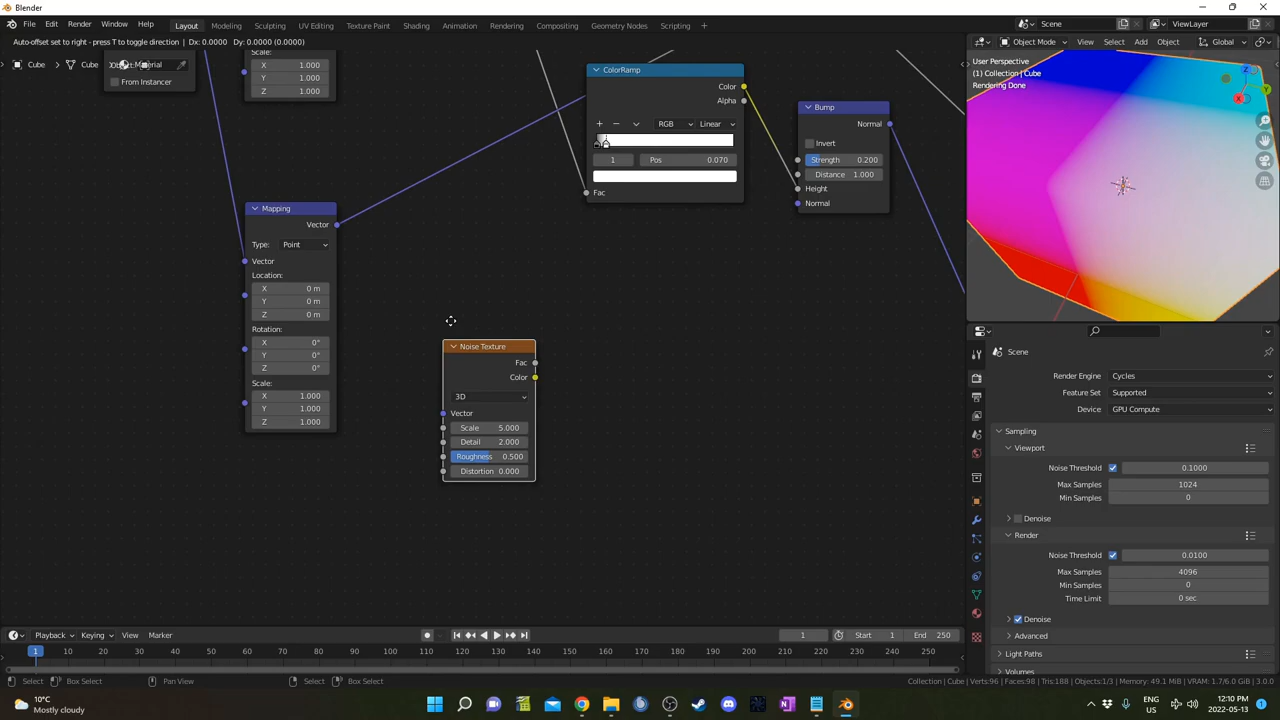 Blender
File Edit Render Window Help Layout Modeling Sculpting UV Editing Texture Paint Shading Animation Rendering Compositing Geometry Nodes Scripting + Scene ViewLayer
Auto-offset set to right - press T to toggle direction | Dx: 0.0000 Dy: 0.0000 (0.0000)
Object Mode View Select Add Object Global
Cube Cube Material
From Instancer
Scale:
X 1.000
Y 1.000
Z 1.000
ColorRamp
Color
Alpha
RGB Linear
1 Pos 0.070
Fac
Bump
Normal
Invert
Strength 0.200
Distance 1.000
Height
Normal
User Perspective
(1) Collection | Cube
Rendering Done
Z
Y
X
Mapping
Vector
Type: Point
Vector
Location:
X 0 m
Y 0 m
Z 0 m
Rotation:
X 0°
Y 0°
Z 0°
Scale:
X 1.000
Y 1.000
Z 1.000
Noise Texture
Fac
Color
3D
Vector
Scale 5.000
Detail 2.000
Roughness 0.500
Distortion 0.000
Scene
Render Engine Cycles
Feature Set Supported
Device GPU Compute
Sampling
Viewport
Noise Threshold 0.1000
Max Samples 1024
Min Samples 0
Denoise
Render
Noise Threshold 0.0100
Max Samples 4096
Min Samples 0
Time Limit 0 sec
Denoise
Advanced
Light Paths
Volumes
Playback Keying View Marker 1 Start 1 End 250
1 10 20 30 40 50 60 70 80 90 100 110 120 130 140 150 160 170 180 190 200 210 220 230 240 250
Select Box Select Pan View Select Box Select Collection | Cube | Verts:96 | Faces:98 | Tris:188 | Objects:1/3 | Memory: 49.1 MiB | VRAM: 1.7/6.0 GiB | 3.0.0
10°C
Mostly cloudy
ENG
US
12:10 PM
2022-05-13